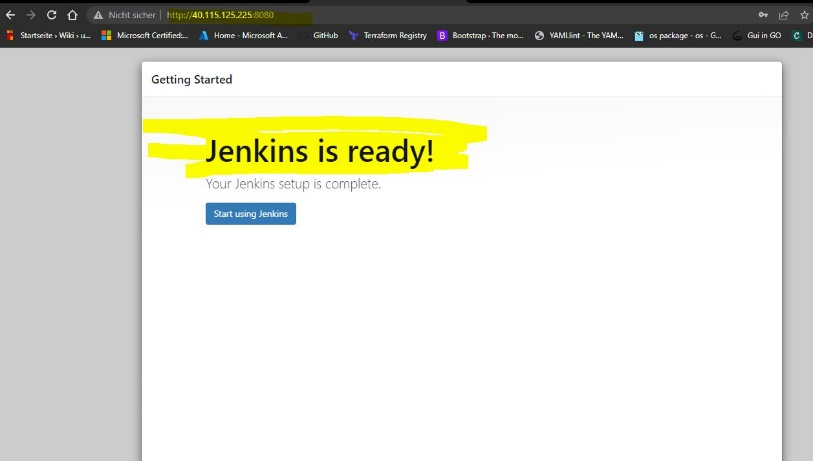 Nicht sicher | http://40.115.125.225:8080
Startseite › Wiki › u... Microsoft Certified:... Home - Microsoft A... GitHub Terraform Registry Bootstrap - The mo... YAMLlint - The YAM... os package - os - G... Gui in GO D
Getting Started
Jenkins is ready!
Your Jenkins setup is complete.
Start using Jenkins